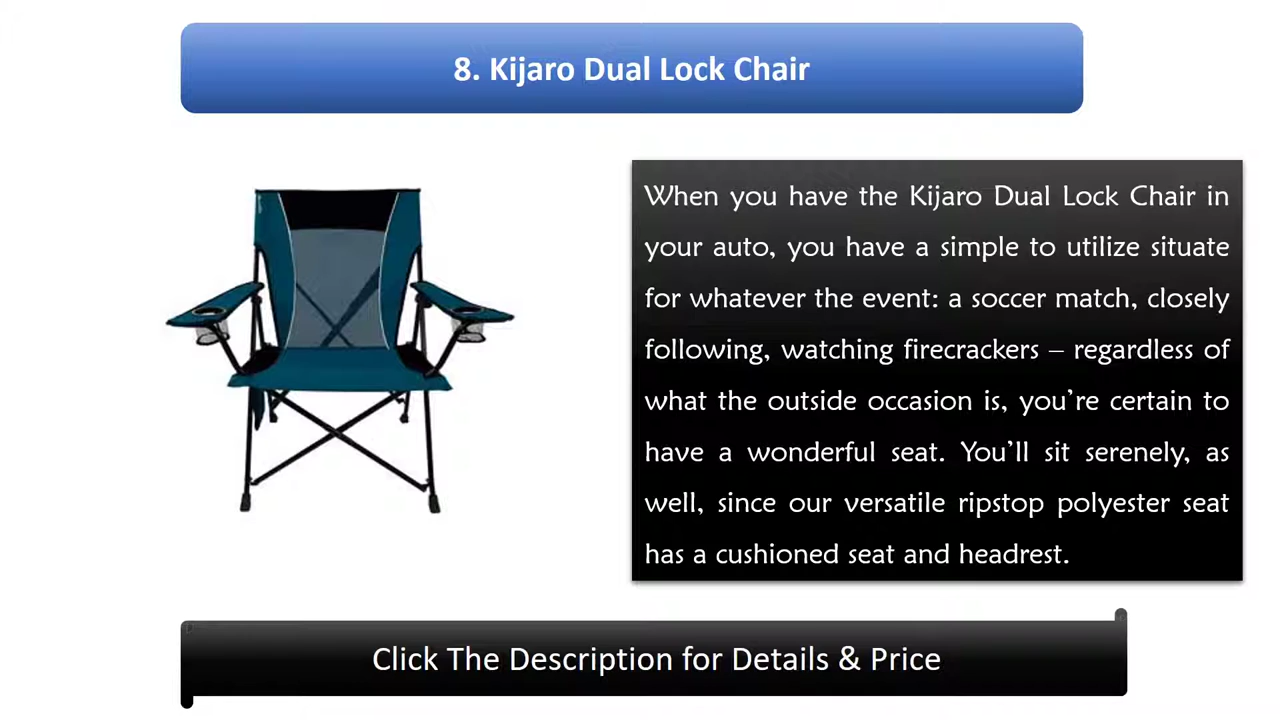 8. Kijaro Dual Lock Chair
When you have the Kijaro Dual Lock Chair in
your auto, you have a simple to utilize situate
for whatever the event: a soccer match, closely
following, watching firecrackers – regardless of
what the outside occasion is, you’re certain to
have a wonderful seat. You’ll sit serenely, as
well, since our versatile ripstop polyester seat
has a cushioned seat and headrest.
Click The Description for Details & Price